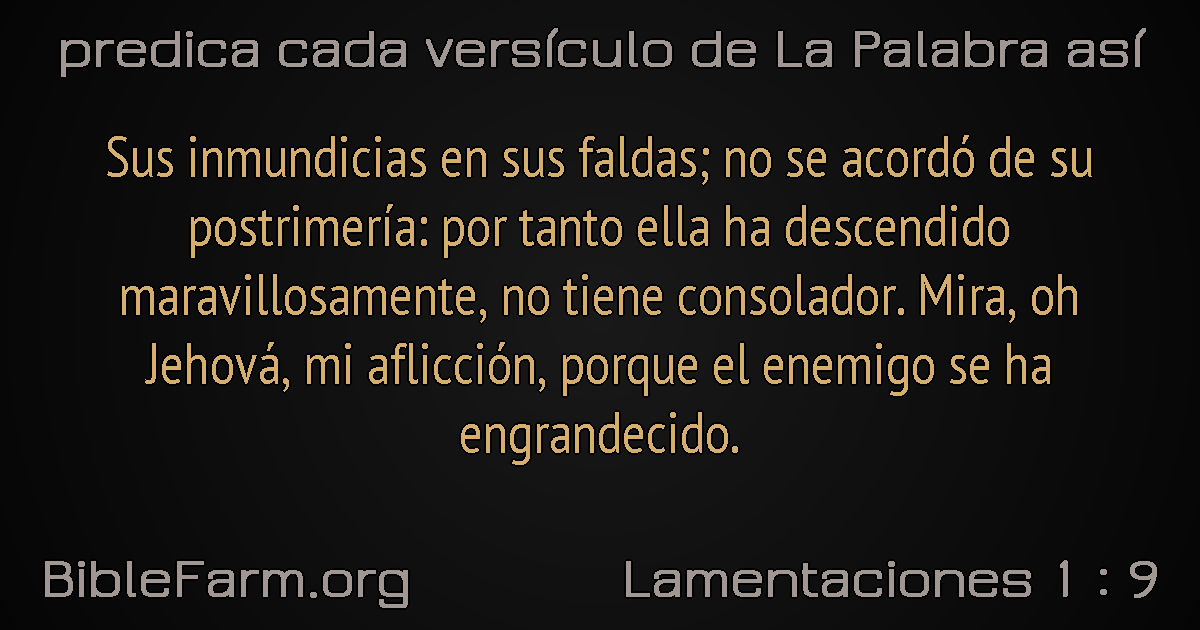 predica cada versículo de La Palabra así
Sus inmundicias en sus faldas; no se acordó de su
postrimería: por tanto ella ha descendido
maravillosamente, no tiene consolador. Mira, oh
Jehová, mi aflicción, porque el enemigo se ha
engrandecido.
BibleFarm.org
Lamentaciones 1 : 9